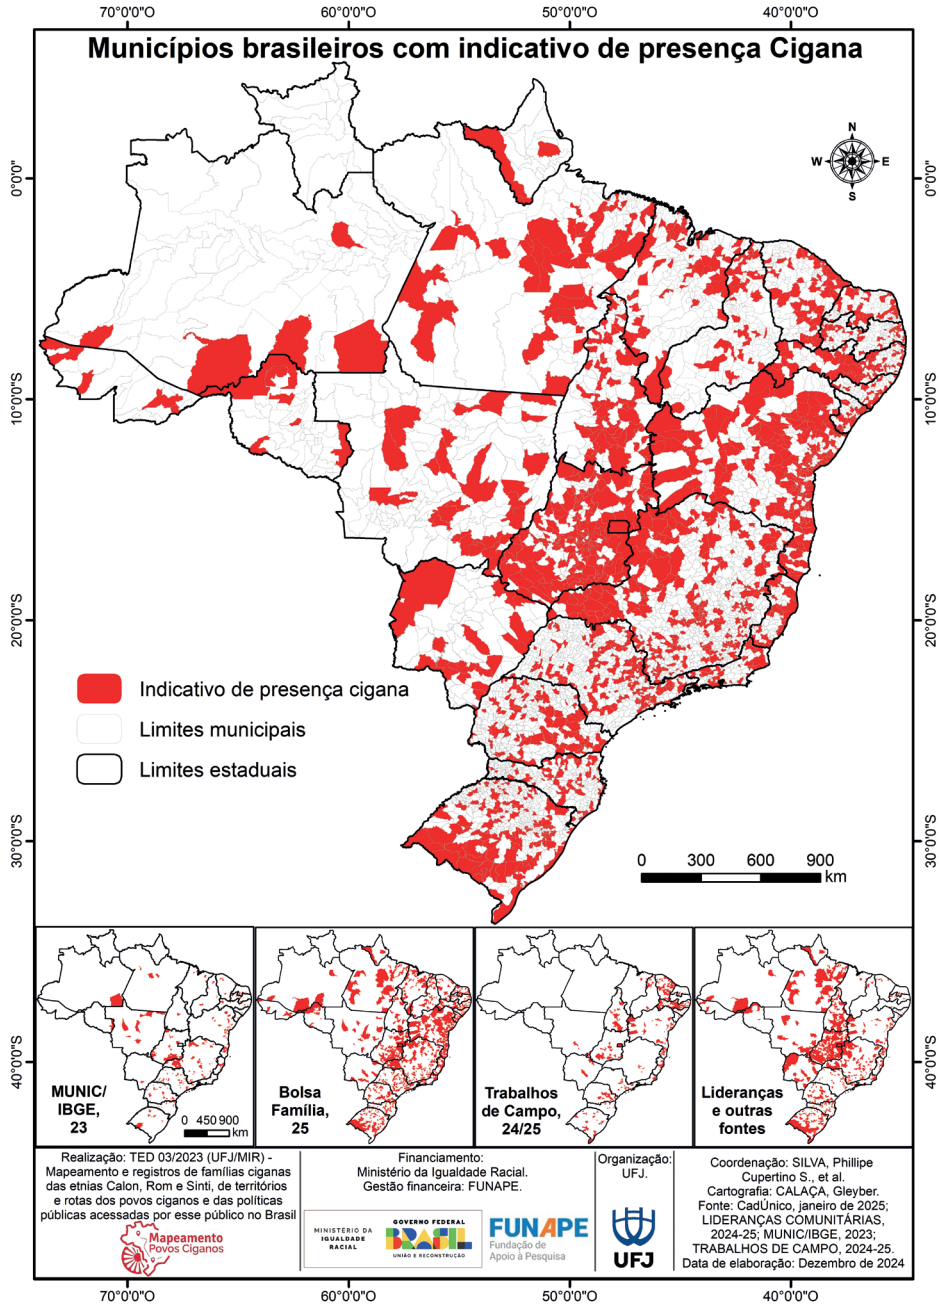 70°0'0"O 60°0'0"O 50°0'0"O 40°0'0"O
Municípios brasileiros com indicativo de presença Cigana
N
W E
S
0°0'0" 0°0'0"
10°0'0"S 10°0'0"S
20°0'0"S 20°0'0"S
Indicativo de presença cigana
Limites municipais
Limites estaduais
30°0'0"S 30°0'0"S
0 300 600 900
km
40°0'0"S 40°0'0"S
MUNIC/
IBGE,
23
0 450 900
km
Bolsa
Família,
25
Trabalhos
de Campo,
24/25
Lideranças
e outras
fontes
Realização: TED 03/2023 (UFJ/MIR) -
Mapeamento e registros de famílias ciganas
das etnias Calon, Rom e Sinti, de territórios
e rotas dos povos ciganos e das políticas
públicas acessadas por esse público no Brasil
Mapeamento
Povos Ciganos
Financiamento:
Ministério da Igualdade Racial.
Gestão financeira: FUNAPE.
MINISTÉRIO DA
IGUALDADE
RACIAL
GOVERNO FEDERAL
BRASIL
UNIÃO E RECONSTRUÇÃO
FUNAPE
Fundação de
Apoio à Pesquisa
Organização:
UFJ.
UFJ
Coordenação: SILVA, Phillipe
Cupertino S., et al.
Cartografia: CALAÇA, Gleyber.
Fonte: CadÚnico, janeiro de 2025;
LIDERANÇAS COMUNITÁRIAS,
2024-25; MUNIC/IBGE, 2023;
TRABALHOS DE CAMPO, 2024-25.
Data de elaboração: Dezembro de 2024
70°0'0"O 60°0'0"O 50°0'0"O 40°0'0"O